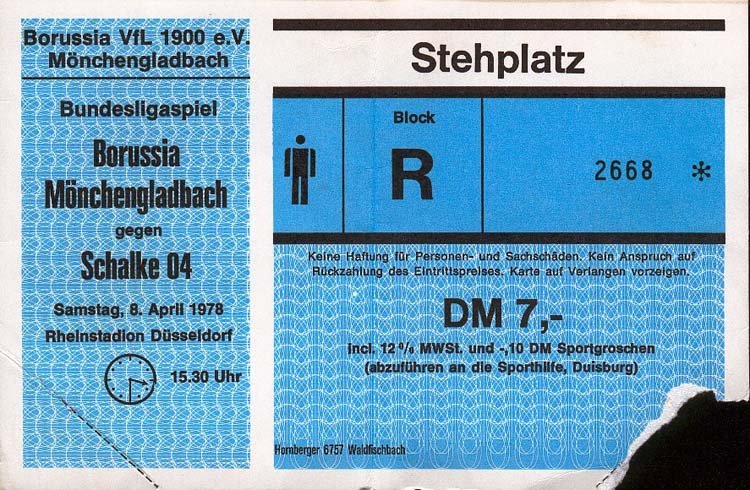 Borussia VfL 1900 e.V.
Mönchengladbach
Bundesligaspiel
Borussia
Mönchengladbach
gegen
Schalke 04
Samstag, 8. April 1978
Rheinstadion Düsseldorf
15.30 Uhr
Stehplatz
Block
R
2668 *
Keine Haftung für Personen- und Sachschäden. Kein Anspruch auf
Rückzahlung des Eintrittspreises. Karte auf Verlangen vorzeigen.
DM 7,-
incl. 12 % MWSt. und -,10 DM Sportgroschen
(abzuführen an die Sporthilfe, Duisburg)
Hornberger 6757 Waldfischbach